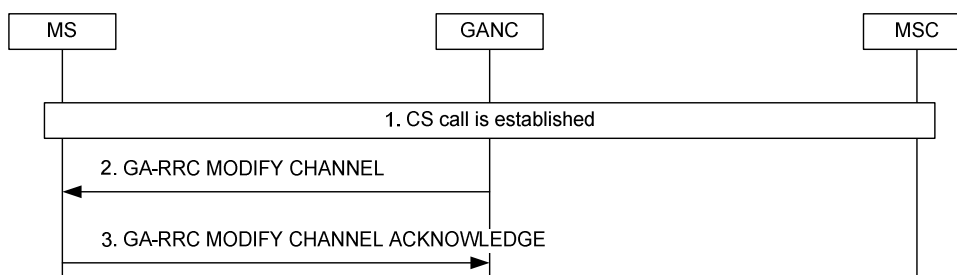 MS
GANC
MSC
1. CS call is established
2. GA-RRC MODIFY CHANNEL
3. GA-RRC MODIFY CHANNEL ACKNOWLEDGE